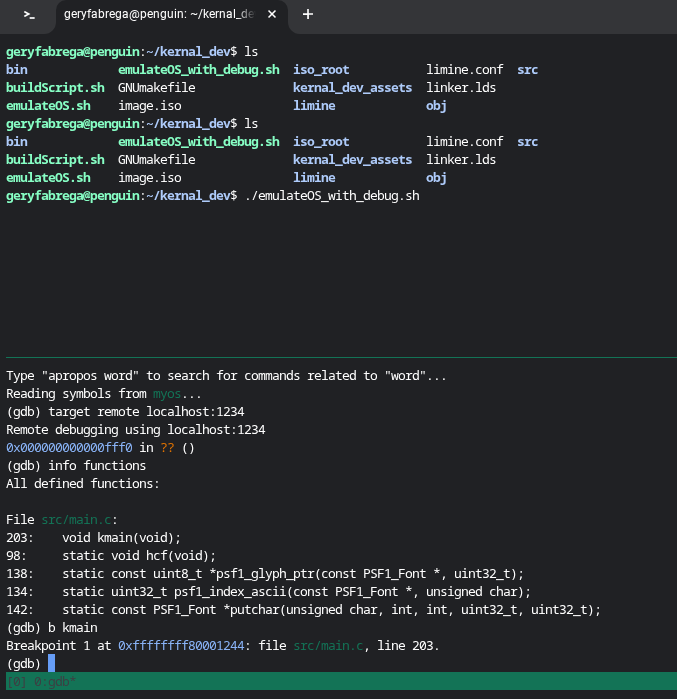 >_ geryfabrega@penguin: ~/kernal_de × +
geryfabrega@penguin:~/kernal_dev$ ls
bin emulateOS_with_debug.sh iso_root limine.conf src
buildScript.sh GNUmakefile kernal_dev_assets linker.lds
emulateOS.sh image.iso limine obj
geryfabrega@penguin:~/kernal_dev$ ls
bin emulateOS_with_debug.sh iso_root limine.conf src
buildScript.sh GNUmakefile kernal_dev_assets linker.lds
emulateOS.sh image.iso limine obj
geryfabrega@penguin:~/kernal_dev$ ./emulateOS_with_debug.sh
Type "apropos word" to search for commands related to "word"...
Reading symbols from myos...
(gdb) target remote localhost:1234
Remote debugging using localhost:1234
0x000000000000fff0 in ?? ()
(gdb) info functions
All defined functions:
File src/main.c:
203: void kmain(void);
98: static void hcf(void);
138: static const uint8_t *psf1_glyph_ptr(const PSF1_Font *, uint32_t);
134: static uint32_t psf1_index_ascii(const PSF1_Font *, unsigned char);
142: static const PSF1_Font *putchar(unsigned char, int, int, uint32_t, uint32_t);
(gdb) b kmain
Breakpoint 1 at 0xffffffff80001244: file src/main.c, line 203.
(gdb)
[0] 0:gdb*